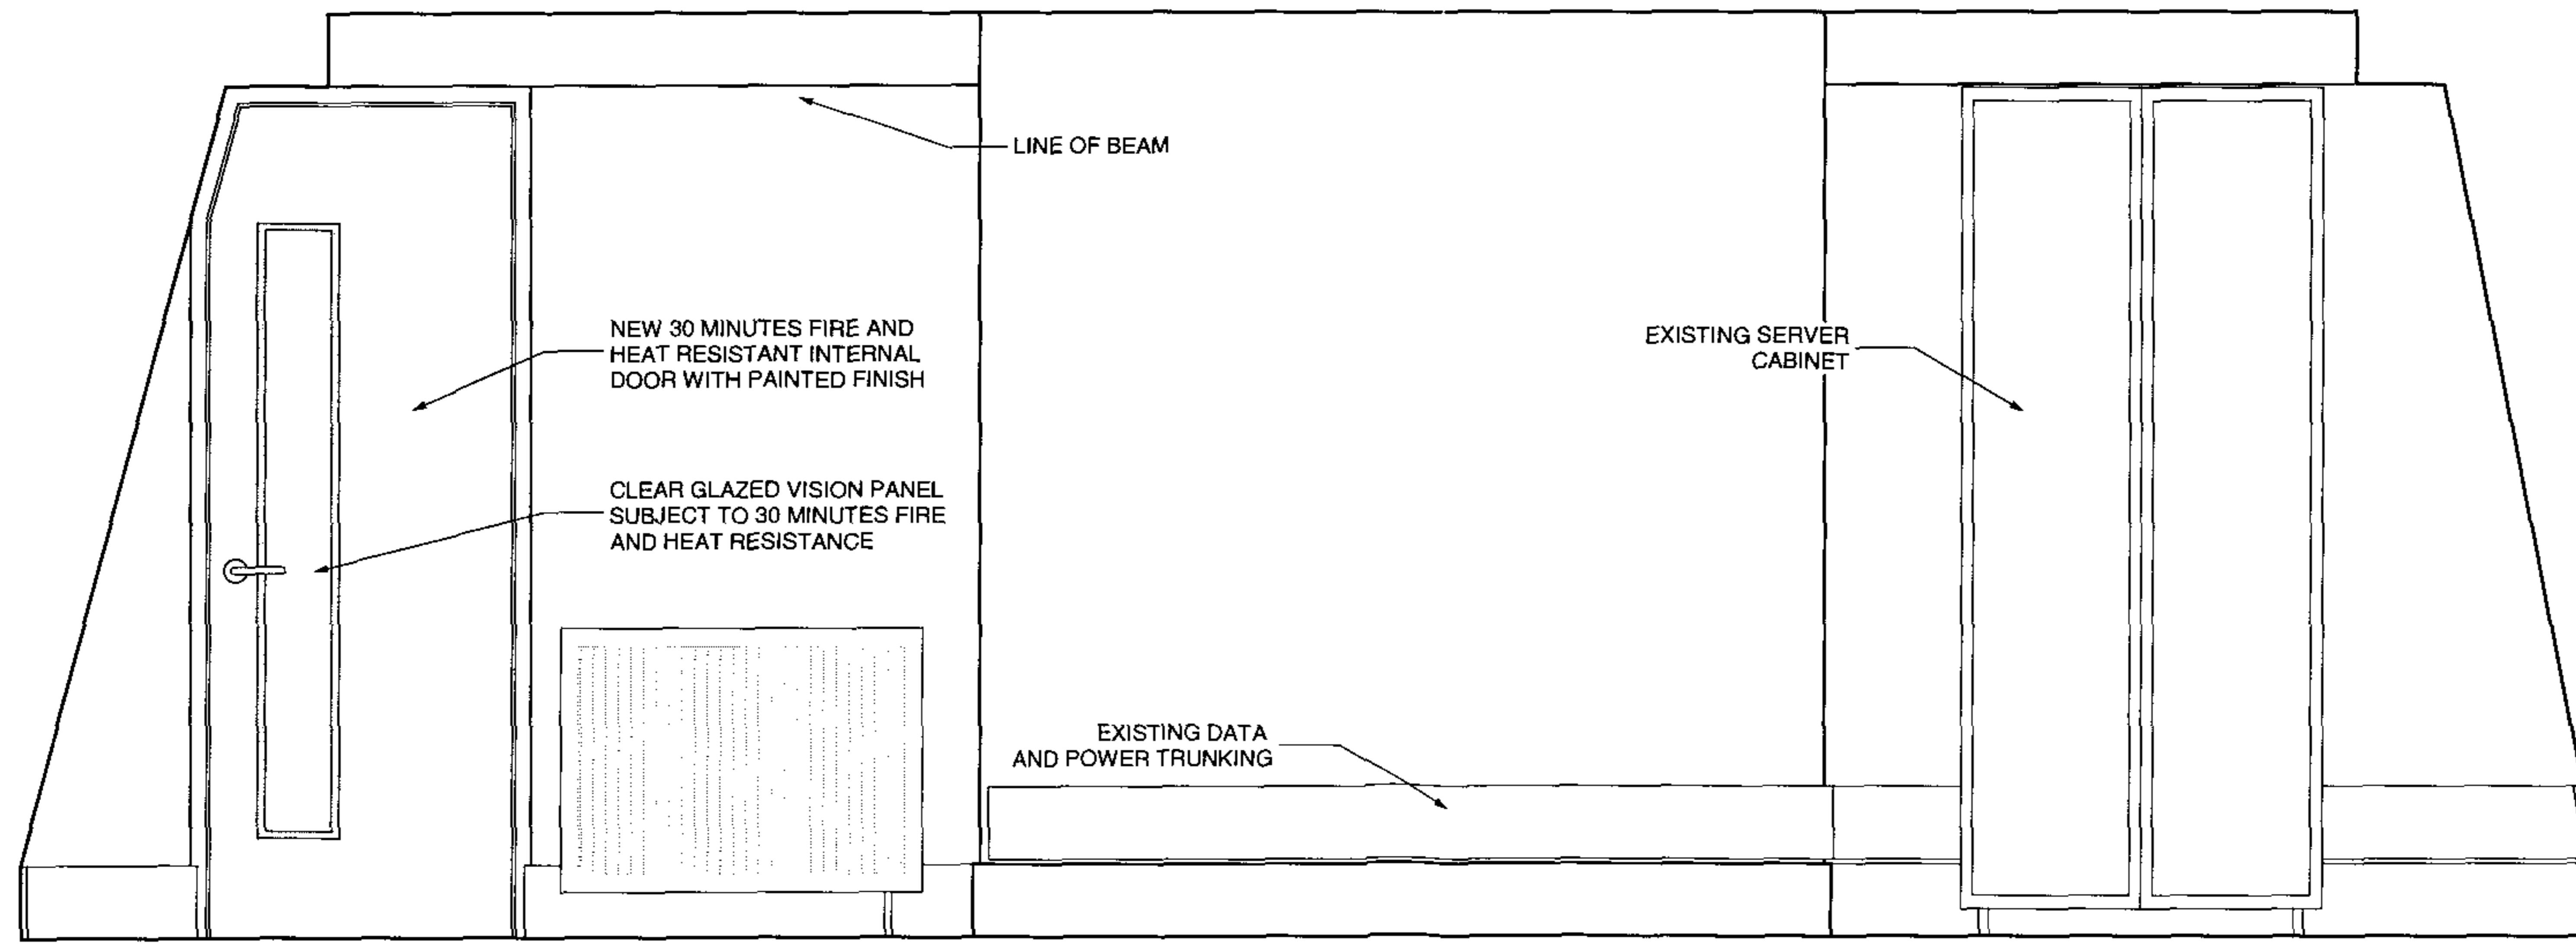 LINE OF BEAM
NEW 30 MINUTES FIRE AND
HEAT RESISTANT INTERNAL
DOOR WITH PAINTED FINISH
EXISTING SERVER
CABINET
CLEAR GLAZED VISION PANEL
SUBJECT TO 30 MINUTES FIRE
AND HEAT RESISTANCE
EXISTING DATA
AND POWER TRUNKING